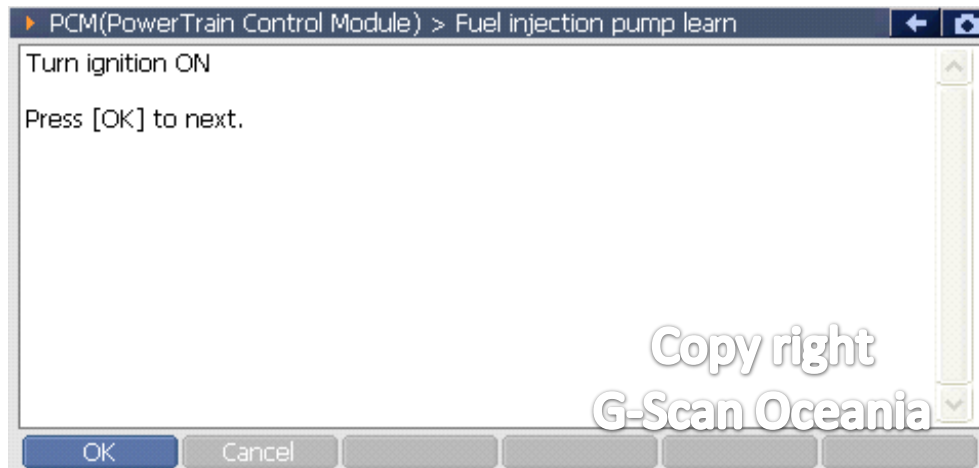 PCM(PowerTrain Control Module) > Fuel injection pump learn
Turn ignition ON
Press [OK] to next.
Copy right
G-Scan Oceania
OK
Cancel